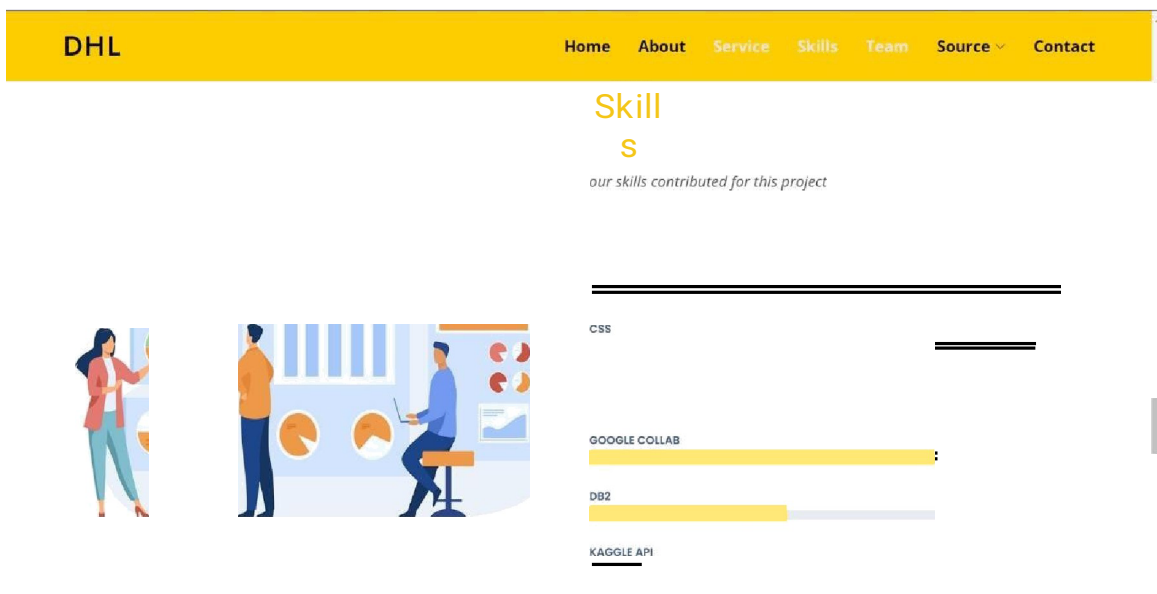 DHL
Home About Service Skills Team Source Contact
Skill
s
our skills contributed for this project
CSS
GOOGLE COLLAB
DB2
KAGGLE API